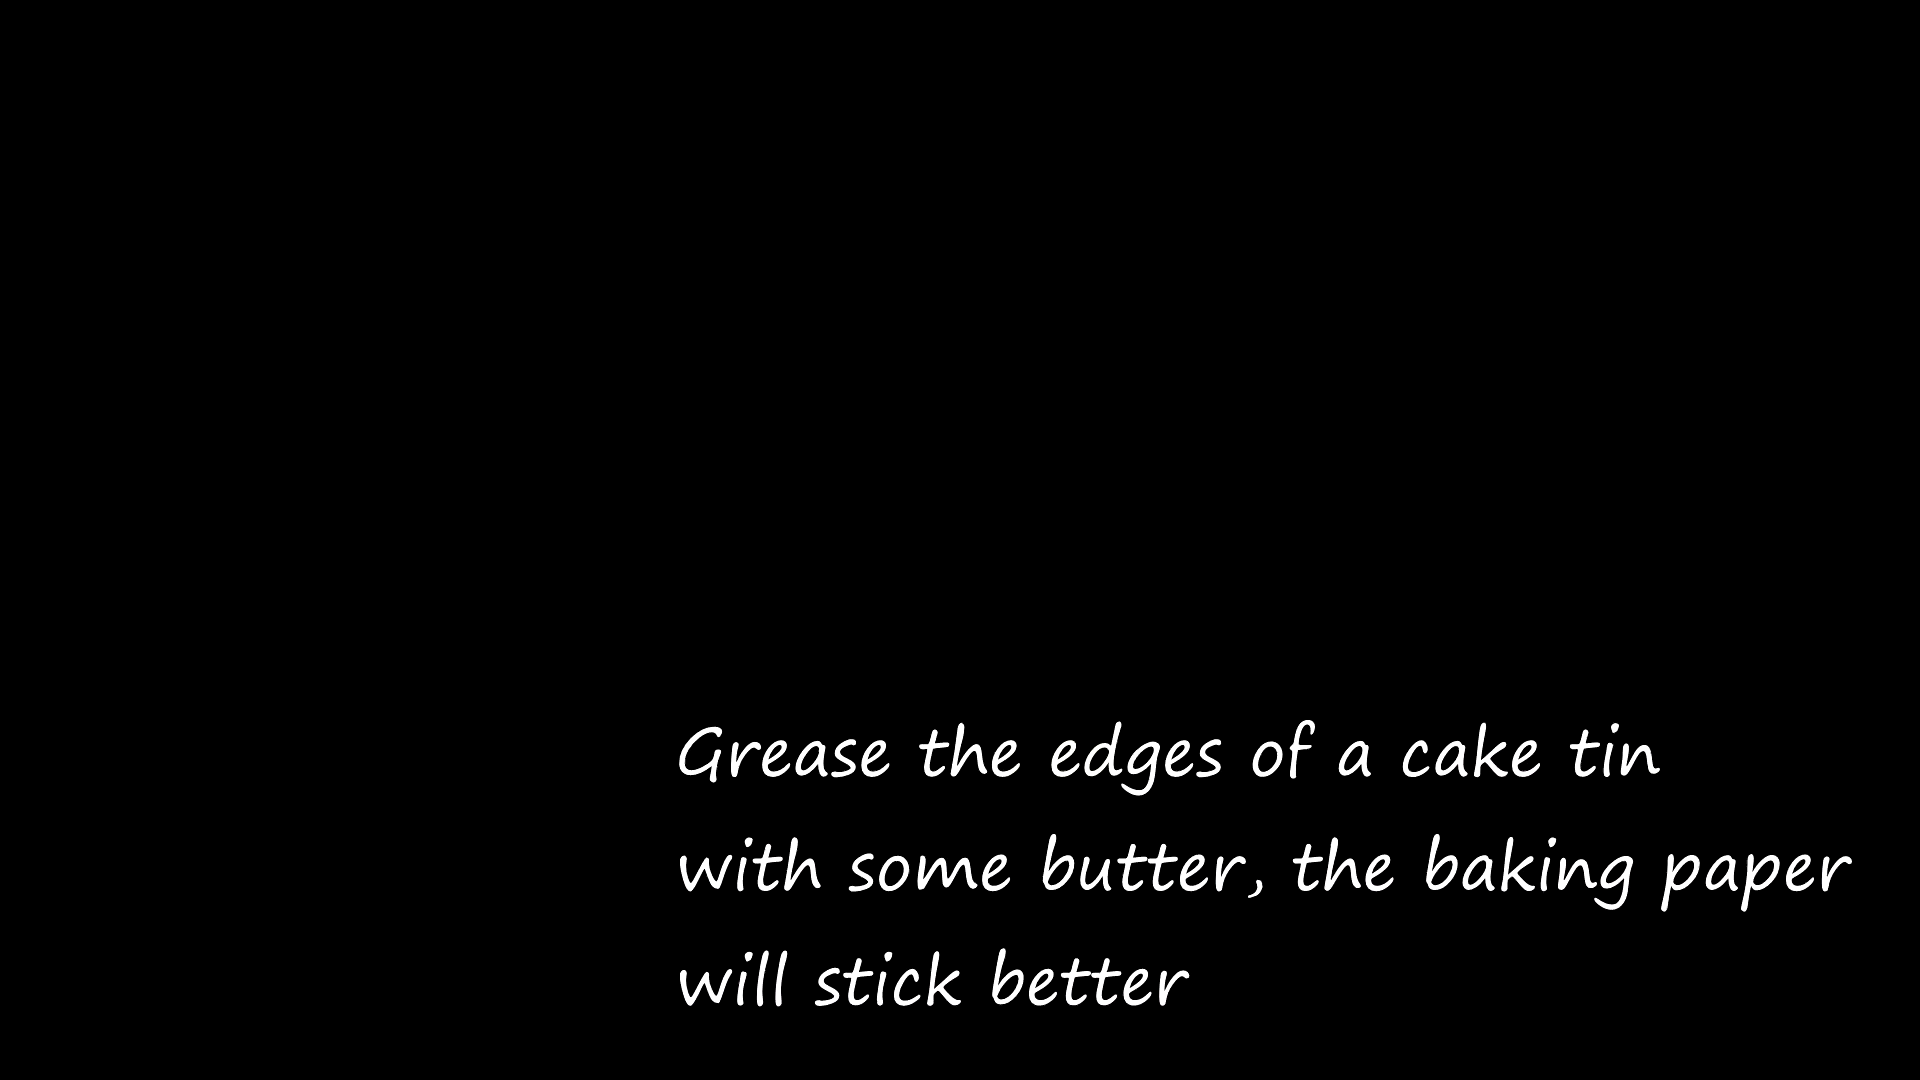 Grease the edges of a cake tin
with some butter, the baking paper
will stick better